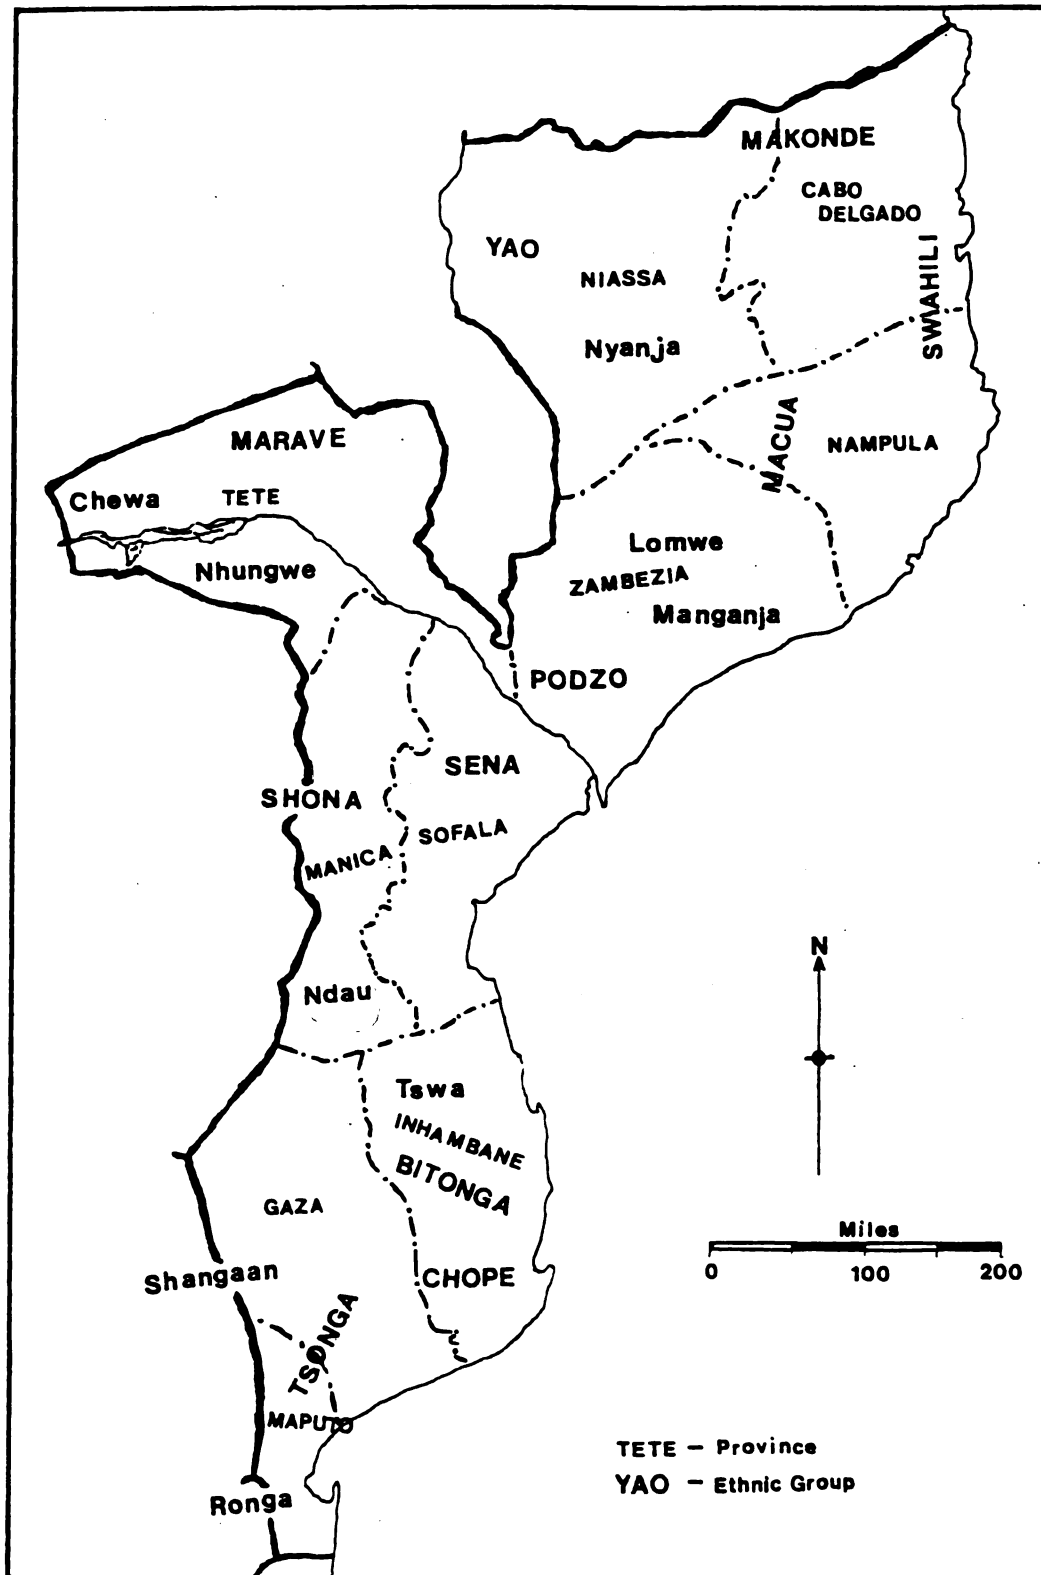 MAKONDE
CABO
DELGADO
YAO
NIASSA
SWIAHILI
Nyanja
MACUA
NAMPULA
MARAVE
Chewa
TETE
Nhungwe
Lomwe
ZAMBEZIA
Manganja
PODZO
SENA
SHONA
SOFALA
MANICA
N
Ndau
Tswa
INHAMBANE
BITONGA
GAZA
Miles
0 100 200
Shangaan
CHOPE
TSONGA
MAPUTO
TETE – Province
YAO – Ethnic Group
Ronga